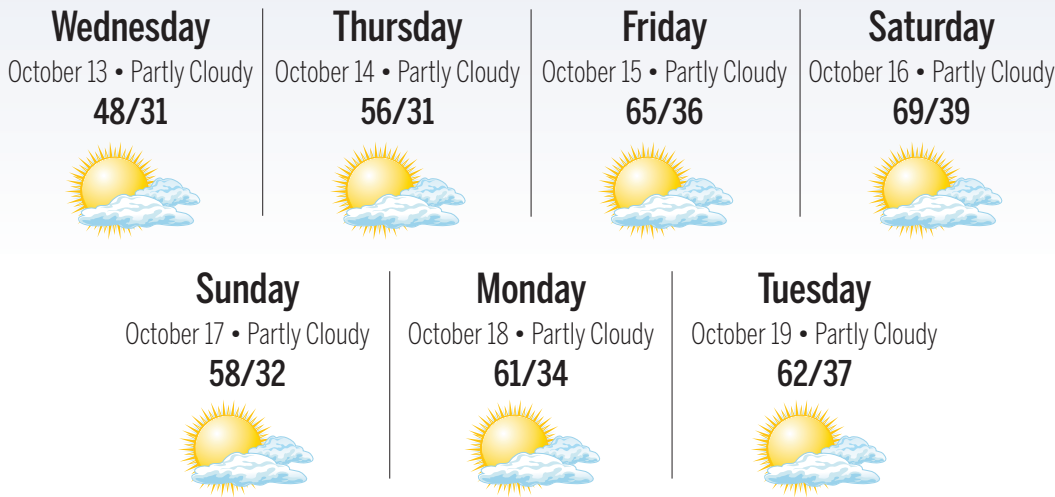 Wednesday
October 13 • Partly Cloudy
48/31
Thursday
October 14 • Partly Cloudy
56/31
Friday
October 15 • Partly Cloudy
65/36
Saturday
October 16 • Partly Cloudy
69/39
Sunday
October 17 • Partly Cloudy
58/32
Monday
October 18 • Partly Cloudy
61/34
Tuesday
October 19 • Partly Cloudy
62/37